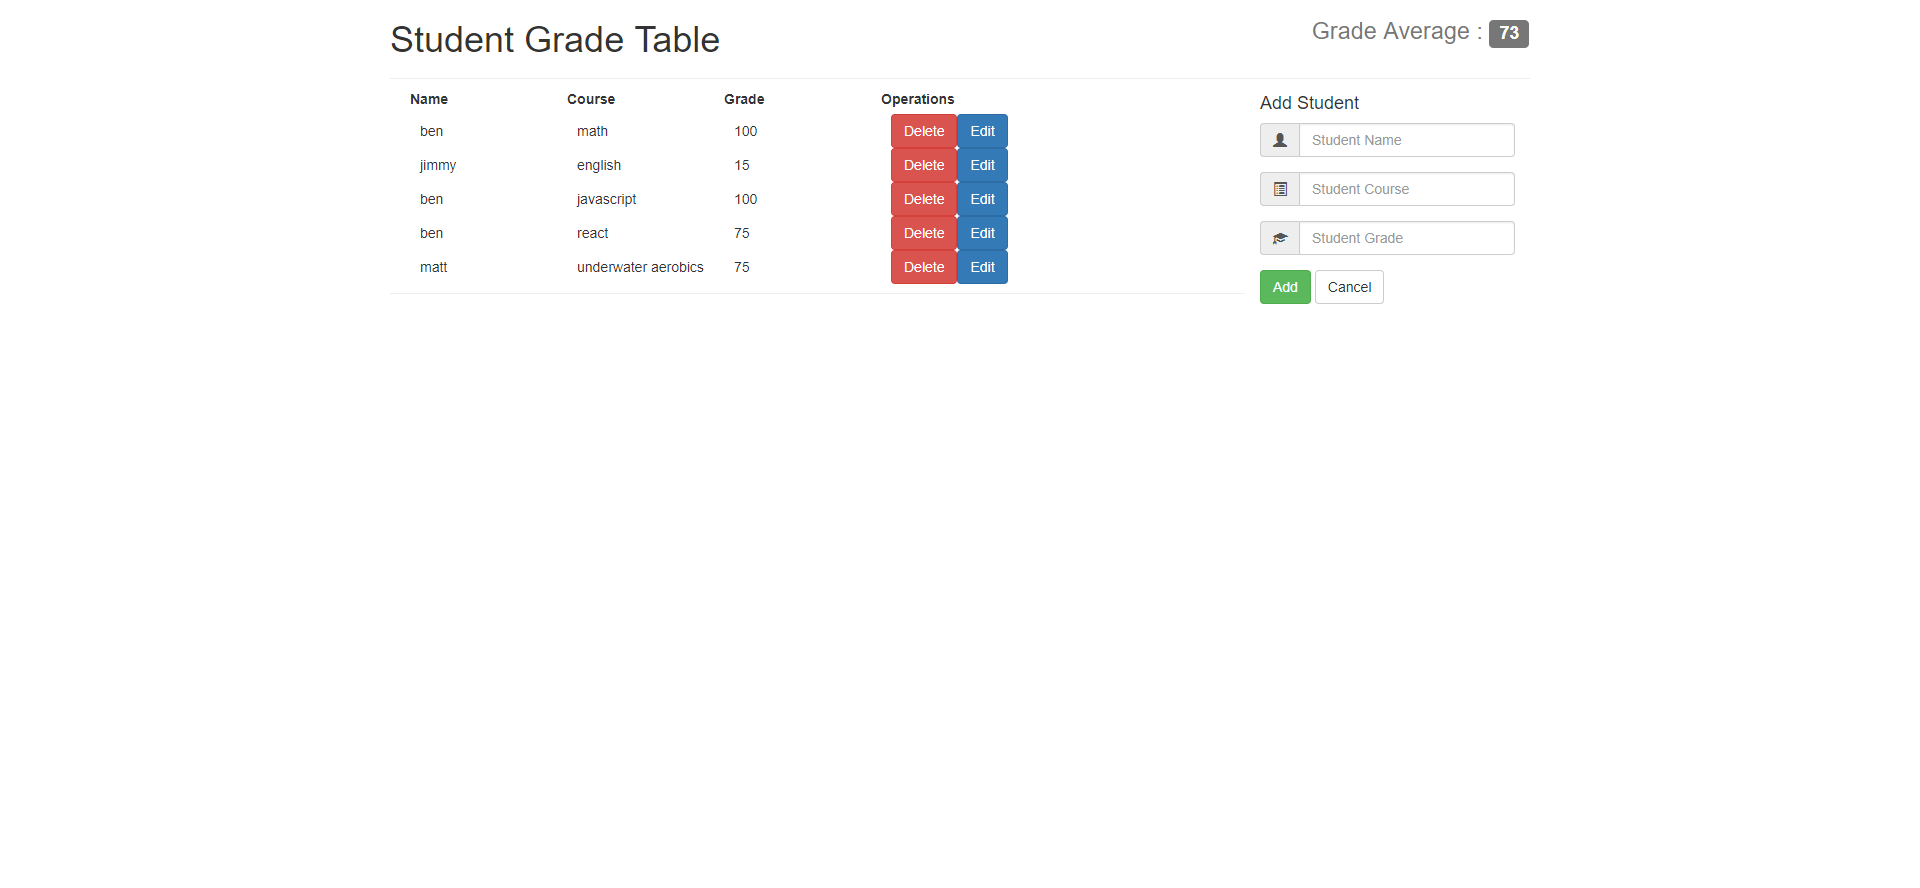 Student Grade Table
Grade Average : 73
Name Course Grade Operations
ben math 100 Delete Edit
jimmy english 15 Delete Edit
ben javascript 100 Delete Edit
ben react 75 Delete Edit
matt underwater aerobics 75 Delete Edit
Add Student
Student Name
Student Course
Student Grade
Add Cancel